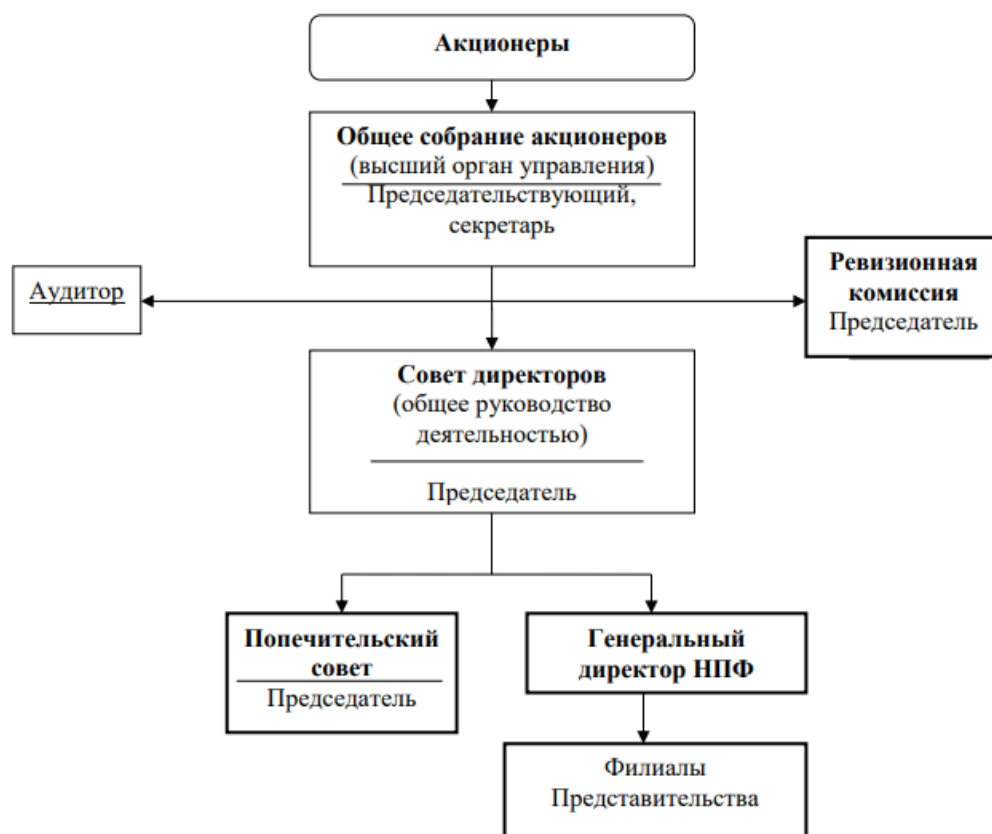 Акционеры
Общее собрание акционеров
(высший орган управления)
Председательствующий,
секретарь
Аудитор
Ревизионная
комиссия
Председатель
Совет директоров
(общее руководство
деятельностью)
Председатель
Попечительский
совет
Председатель
Генеральный
директор НПФ
Филиалы
Представительства